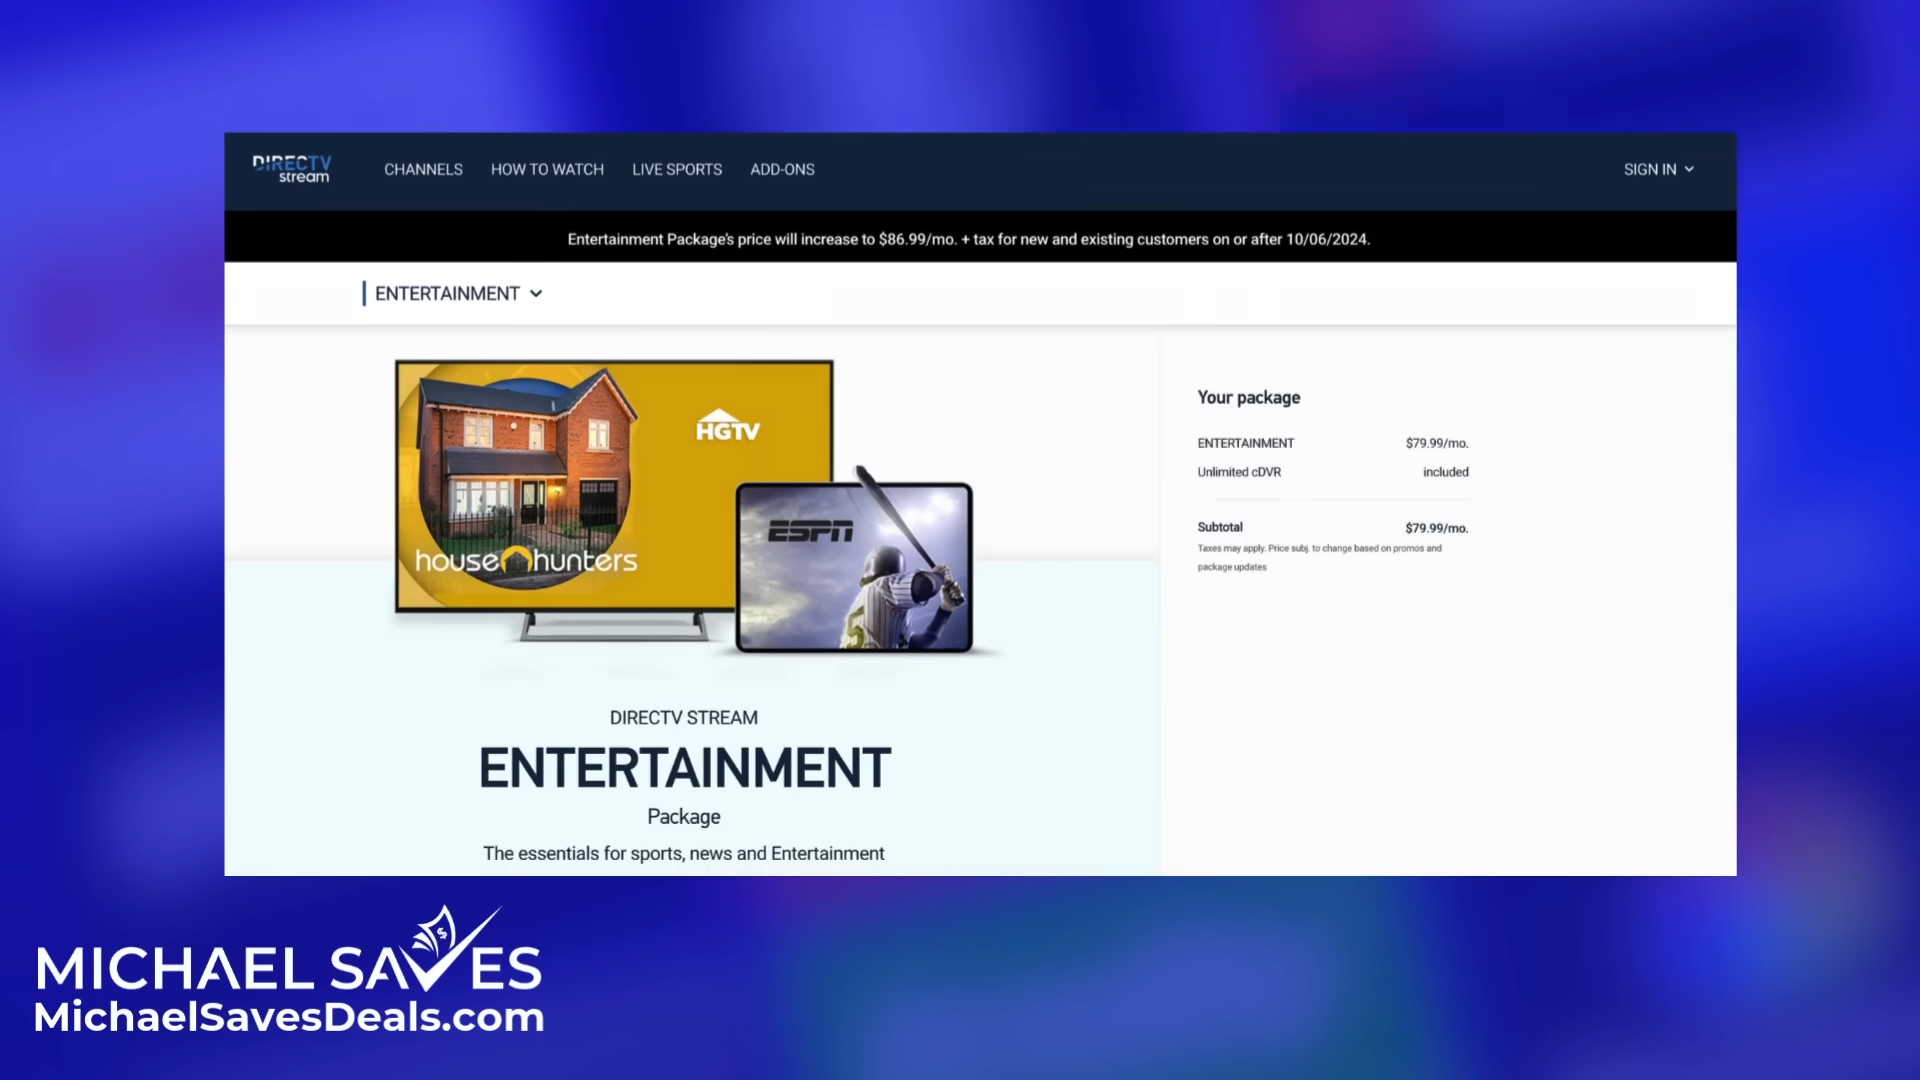 DIRECTV
stream
CHANNELS
HOW TO WATCH
LIVE SPORTS
ADD-ONS
SIGN IN
Entertainment Package's price will increase to $86.99/mo. + tax for new and existing customers on or after 10/06/2024.
ENTERTAINMENT
HGTV
house hunters
ESPN
DIRECTV STREAM
ENTERTAINMENT
Package
The essentials for sports, news and Entertainment
Your package
ENTERTAINMENT $79.99/mo.
Unlimited cDVR included
Subtotal $79.99/mo.
Taxes may apply. Price subj. to change based on promos and
package updates
MICHAEL SAVES
MichaelSavesDeals.com